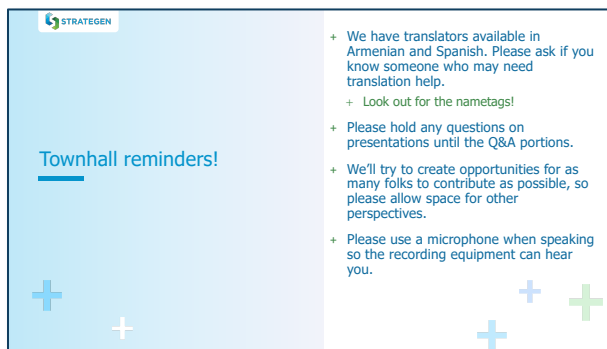 STRATEGEN
Townhall reminders!
+ We have translators available in
Armenian and Spanish. Please ask if you
know someone who may need
translation help.
+ Look out for the nametags!
+ Please hold any questions on
presentations until the Q&A portions.
+ We'll try to create opportunities for as
many folks to contribute as possible, so
please allow space for other
perspectives.
+ Please use a microphone when speaking
so the recording equipment can hear
you.